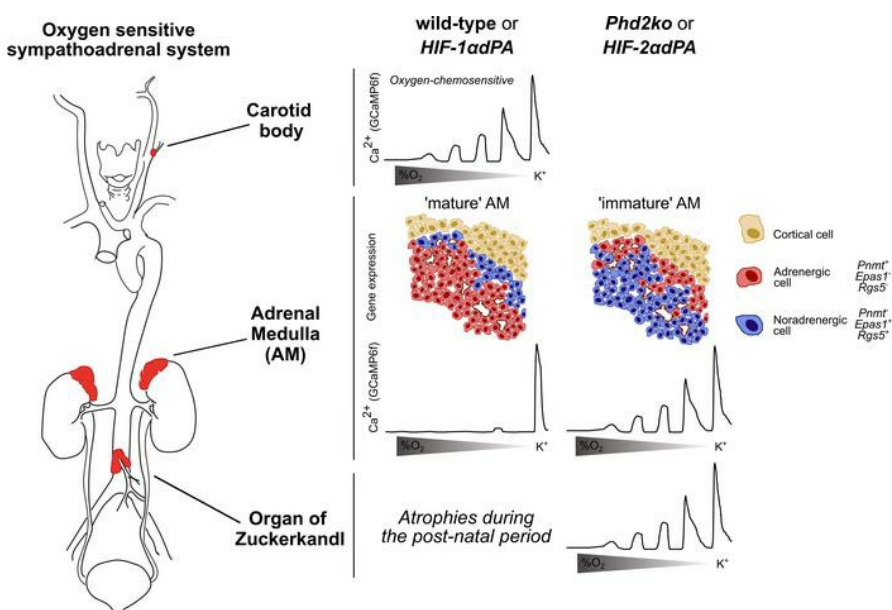 Oxygen sensitive
sympathoadrenal system
Carotid
body
Adrenal
Medulla
(AM)
Organ of
Zuckerkandl
wild-type or
HIF-1αdPA
Phd2ko or
HIF-2αdPA
Ca²⁺ (GCaMP6f)
Oxygen-chemosensitive
%O₂
K⁺
Gene expression
'mature' AM
'immature' AM
Cortical cell
Adrenergic
cell
Pnmt⁺
Epas1⁻
Rgs5⁻
Noradrenergic
cell
Pnmt⁻
Epas1⁺
Rgs5⁺
Ca²⁺ (GCaMP6f)
%O₂
K⁺
%O₂
K⁺
Atrophies during
the post-natal period
%O₂
K⁺